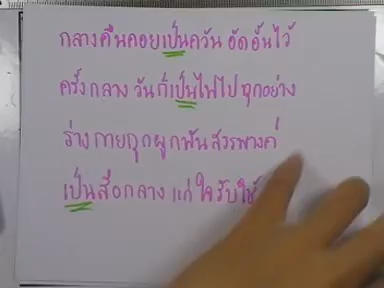 กลางคืนคอยเป็นควัน อัดอั้นไว้
ครั้งกลางวันก็เป็นไฟไปทุกอย่าง
ร่างกายถูกผูกพัน สรรพางค์
เป็นสื่อกลางแก่ใจรับใช้